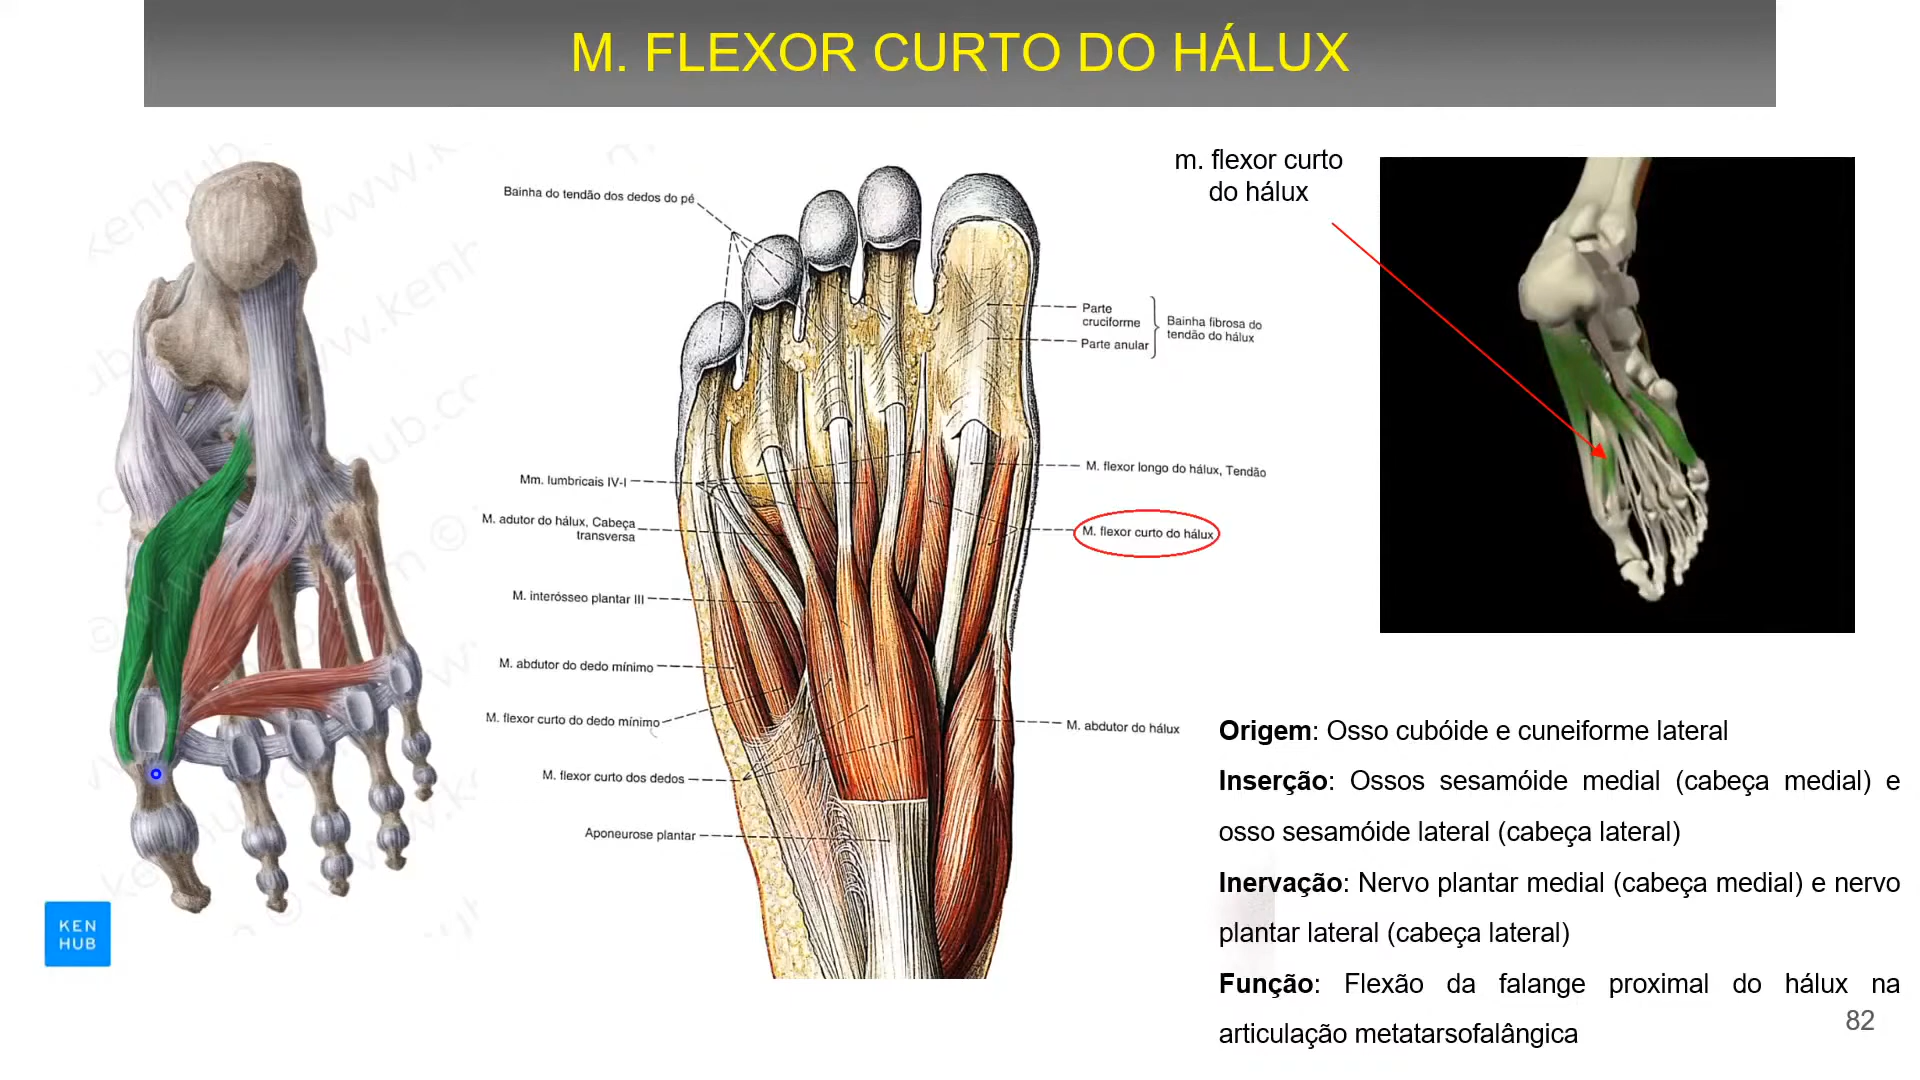 M. FLEXOR CURTO DO HÁLUX
m. flexor curto
do hálux
Bainha do tendão dos dedos do pé
Parte
cruciforme
Parte anular
Bainha fibrosa do
tendão do hálux
Mm. lumbricais IV-I
M. adutor do hálux, Cabeça
transversa
M. interósseo plantar III
M. abdutor do dedo mínimo
M. flexor curto do dedo mínimo
M. flexor curto dos dedos
Aponeurose plantar
M. flexor longo do hálux, Tendão
M. flexor curto do hálux
M. abdutor do hálux
KEN
HUB
Origem: Osso cubóide e cuneiforme lateral
Inserção: Ossos sesamóide medial (cabeça medial) e
osso sesamóide lateral (cabeça lateral)
Inervação: Nervo plantar medial (cabeça medial) e nervo
plantar lateral (cabeça lateral)
Função: Flexão da falange proximal do hálux na
articulação metatarsofalângica
82